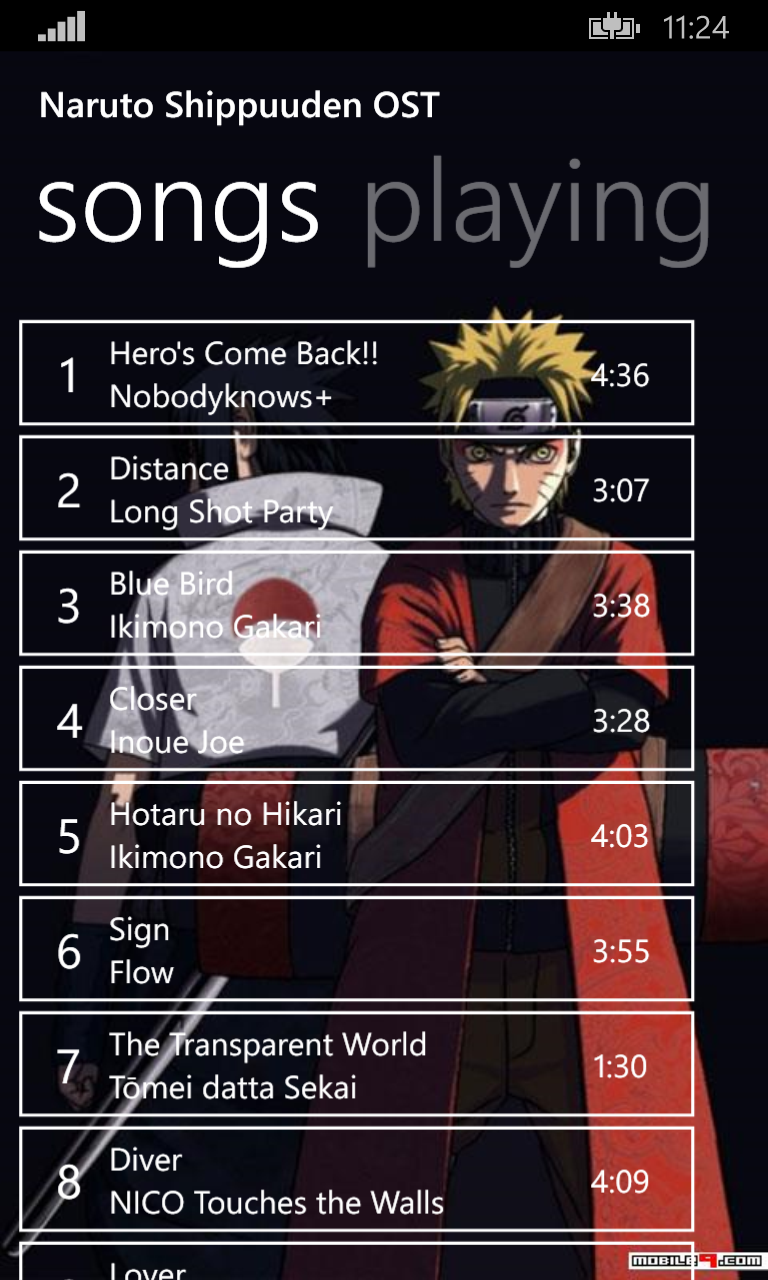 11:24
Naruto Shippuuden OST
songs playing
1
Hero's Come Back!!
Nobodyknows+
4:36
2
Distance
Long Shot Party
3:07
3
Blue Bird
Ikimono Gakari
3:38
4
Closer
Inoue Joe
3:28
5
Hotaru no Hikari
Ikimono Gakari
4:03
6
Sign
Flow
3:55
7
The Transparent World
Tōmei datta Sekai
1:30
8
Diver
NICO Touches the Walls
4:09
Lover
mobile9.com